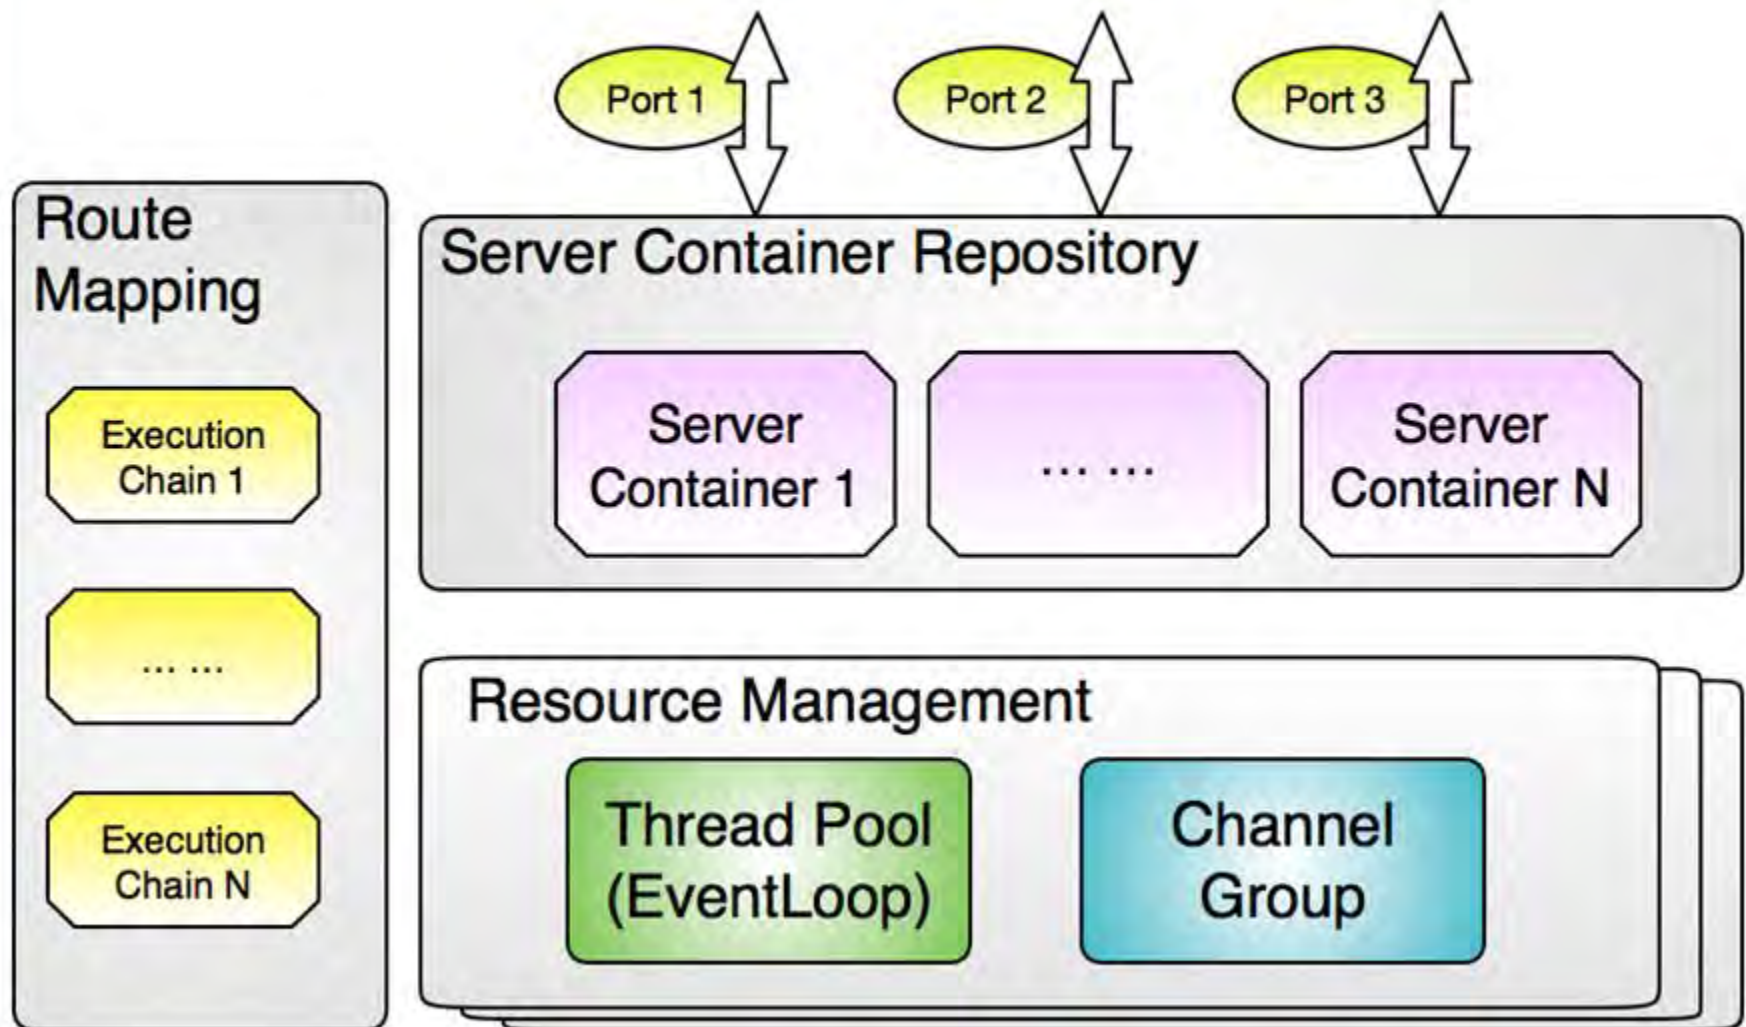 Port 1
Port 2
Port 3
Route
Mapping
Execution
Chain 1
... ...
Execution
Chain N
Server Container Repository
Server
Container 1
... ...
Server
Container N
Resource Management
Thread Pool
(EventLoop)
Channel
Group